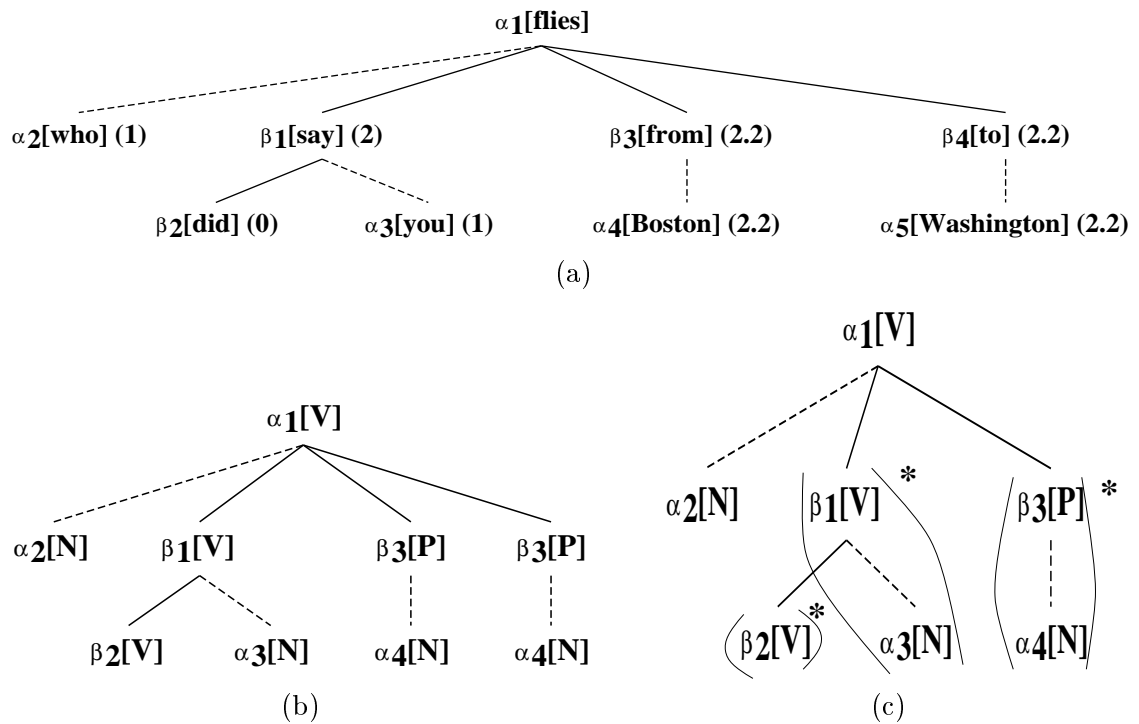 α1[flies]
α2[who] (1) β1[say] (2) β3[from] (2.2) β4[to] (2.2)
β2[did] (0) α3[you] (1) α4[Boston] (2.2) α5[Washington] (2.2)
(a)
α1[V]
α2[N] β1[V] β3[P] β3[P]
β2[V] α3[N] α4[N] α4[N]
(b)
α1[V]
α2[N] β1[V] * β3[P] *
β2[V] * α3[N] α4[N]
(c)